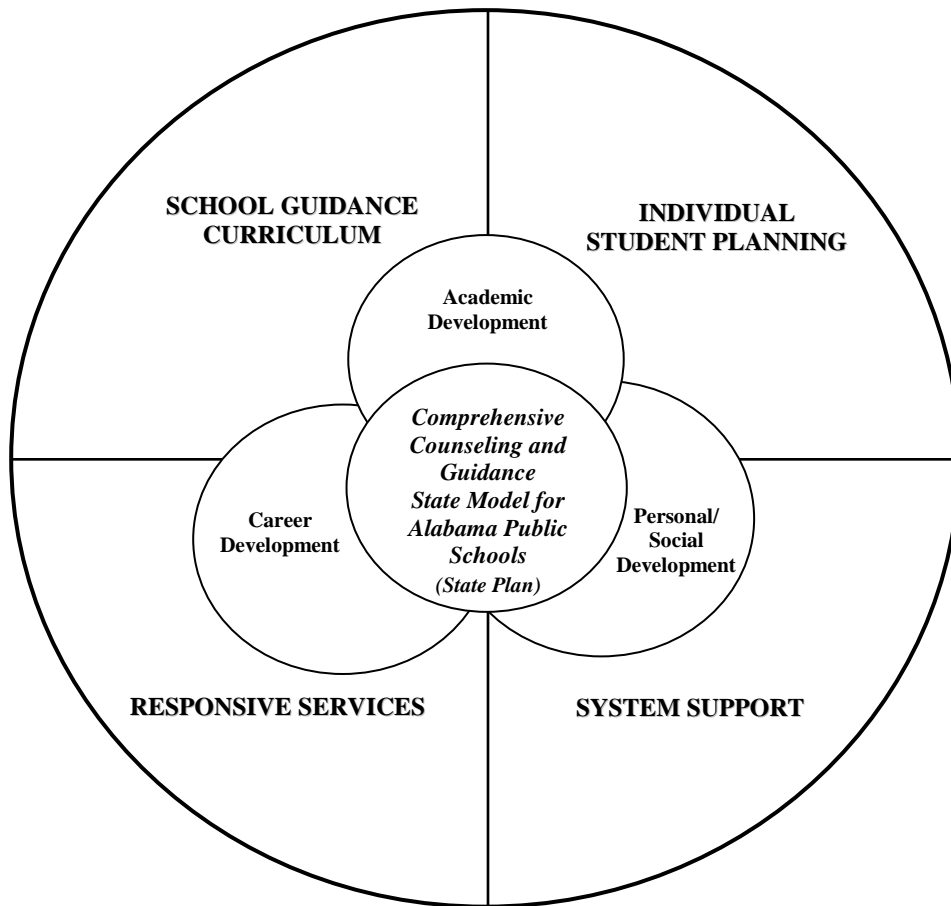 SCHOOL GUIDANCE
CURRICULUM
INDIVIDUAL
STUDENT PLANNING
Academic
Development
Comprehensive
Counseling and
Guidance
State Model for
Alabama Public
Schools
(State Plan)
Career
Development
Personal/
Social
Development
RESPONSIVE SERVICES
SYSTEM SUPPORT